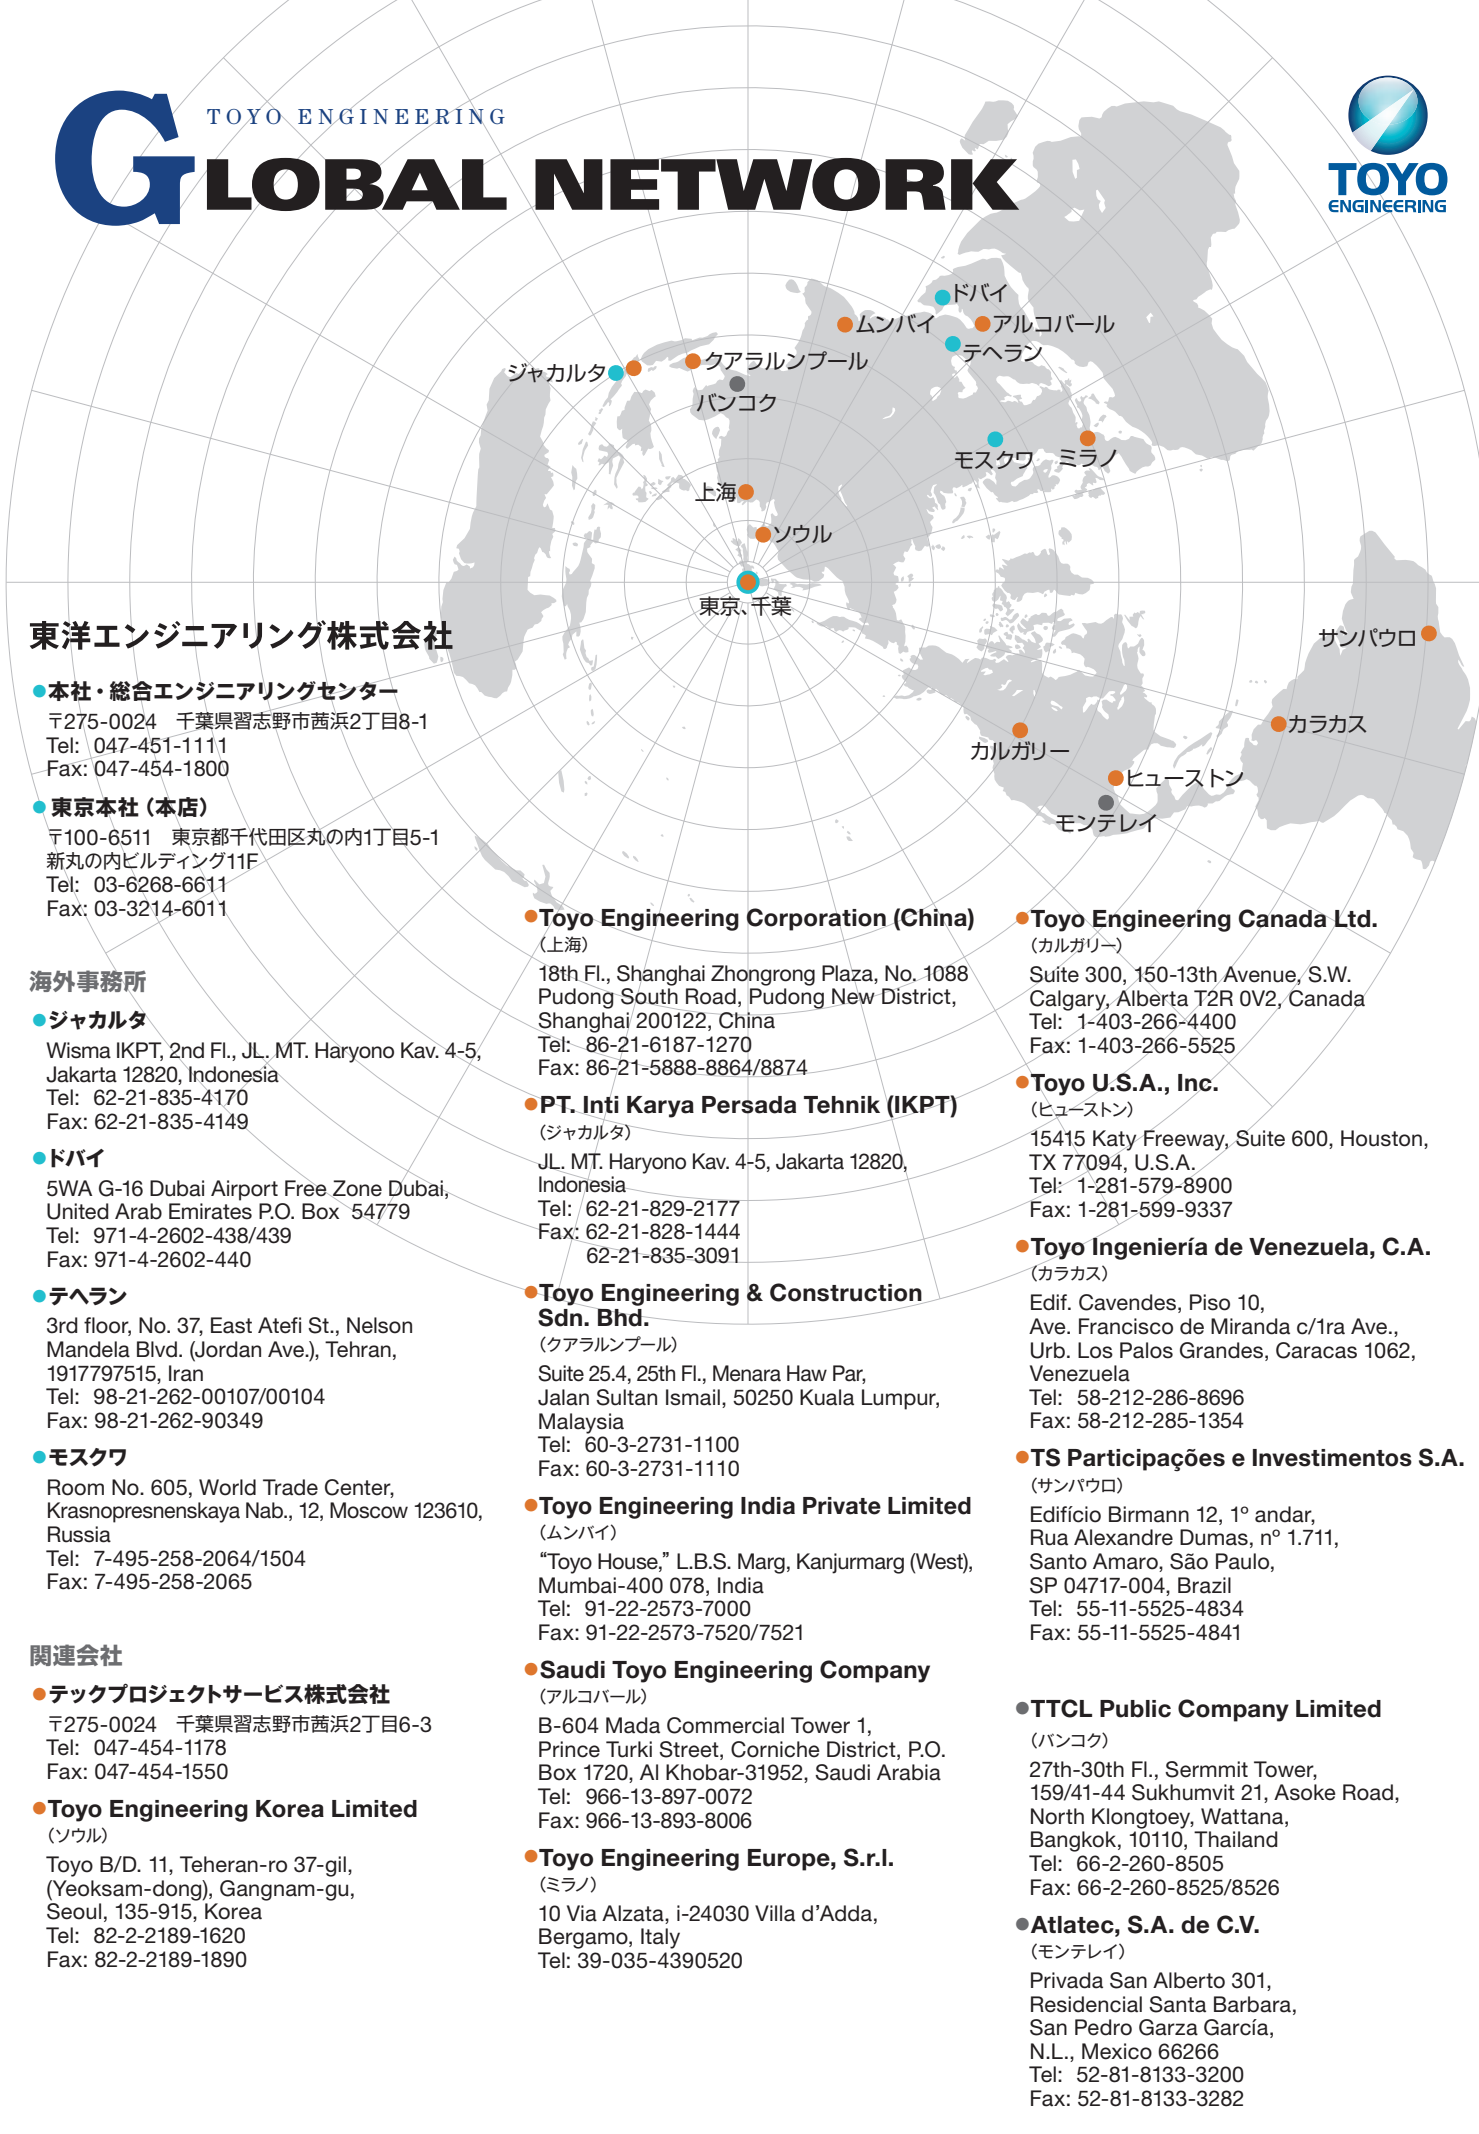 TOYO ENGINEERING
GLOBAL NETWORK
TOYO
ENGINEERING
ドバイ
ムンバイ
アルコバール
テヘラン
ジャカルタ
クアラルンプール
バンコク
モスクワ
ミラノ
上海
ソウル
東京、千葉
サンパウロ
カラカス
カルガリー
ヒューストン
モンテレイ
東洋エンジニアリング株式会社
●本社・総合エンジニアリングセンター
〒275-0024 千葉県習志野市茜浜2丁目8-1
Tel: 047-451-1111
Fax: 047-454-1800
●東京本社（本店）
〒100-6511 東京都千代田区丸の内1丁目5-1
新丸の内ビルディング11F
Tel: 03-6268-6611
Fax: 03-3214-6011
海外事務所
●ジャカルタ
Wisma IKPT, 2nd Fl., JL. MT. Haryono Kav. 4-5,
Jakarta 12820, Indonesia
Tel: 62-21-835-4170
Fax: 62-21-835-4149
●ドバイ
5WA G-16 Dubai Airport Free Zone Dubai,
United Arab Emirates P.O. Box 54779
Tel: 971-4-2602-438/439
Fax: 971-4-2602-440
●テヘラン
3rd floor, No. 37, East Atefi St., Nelson
Mandela Blvd. (Jordan Ave.), Tehran,
1917797515, Iran
Tel: 98-21-262-00107/00104
Fax: 98-21-262-90349
●モスクワ
Room No. 605, World Trade Center,
Krasnopresnenskaya Nab., 12, Moscow 123610,
Russia
Tel: 7-495-258-2064/1504
Fax: 7-495-258-2065
関連会社
●テックプロジェクトサービス株式会社
〒275-0024 千葉県習志野市茜浜2丁目6-3
Tel: 047-454-1178
Fax: 047-454-1550
●Toyo Engineering Korea Limited
（ソウル）
Toyo B/D. 11, Teheran-ro 37-gil,
(Yeoksam-dong), Gangnam-gu,
Seoul, 135-915, Korea
Tel: 82-2-2189-1620
Fax: 82-2-2189-1890
●Toyo Engineering Corporation (China)
（上海）
18th Fl., Shanghai Zhongrong Plaza, No. 1088
Pudong South Road, Pudong New District,
Shanghai 200122, China
Tel: 86-21-6187-1270
Fax: 86-21-5888-8864/8874
●PT. Inti Karya Persada Tehnik (IKPT)
（ジャカルタ）
JL. MT. Haryono Kav. 4-5, Jakarta 12820,
Indonesia
Tel: 62-21-829-2177
Fax: 62-21-828-1444
62-21-835-3091
●Toyo Engineering & Construction
Sdn. Bhd.
（クアラルンプール）
Suite 25.4, 25th Fl., Menara Haw Par,
Jalan Sultan Ismail, 50250 Kuala Lumpur,
Malaysia
Tel: 60-3-2731-1100
Fax: 60-3-2731-1110
●Toyo Engineering India Private Limited
（ムンバイ）
“Toyo House,” L.B.S. Marg, Kanjurmarg (West),
Mumbai-400 078, India
Tel: 91-22-2573-7000
Fax: 91-22-2573-7520/7521
●Saudi Toyo Engineering Company
（アルコバール）
B-604 Mada Commercial Tower 1,
Prince Turki Street, Corniche District, P.O.
Box 1720, Al Khobar-31952, Saudi Arabia
Tel: 966-13-897-0072
Fax: 966-13-893-8006
●Toyo Engineering Europe, S.r.l.
（ミラノ）
10 Via Alzata, i-24030 Villa d’Adda,
Bergamo, Italy
Tel: 39-035-4390520
●Toyo Engineering Canada Ltd.
（カルガリー）
Suite 300, 150-13th Avenue, S.W.
Calgary, Alberta T2R 0V2, Canada
Tel: 1-403-266-4400
Fax: 1-403-266-5525
●Toyo U.S.A., Inc.
（ヒューストン）
15415 Katy Freeway, Suite 600, Houston,
TX 77094, U.S.A.
Tel: 1-281-579-8900
Fax: 1-281-599-9337
●Toyo Ingeniería de Venezuela, C.A.
（カラカス）
Edif. Cavendes, Piso 10,
Ave. Francisco de Miranda c/1ra Ave.,
Urb. Los Palos Grandes, Caracas 1062,
Venezuela
Tel: 58-212-286-8696
Fax: 58-212-285-1354
●TS Participações e Investimentos S.A.
（サンパウロ）
Edifício Birmann 12, 1º andar,
Rua Alexandre Dumas, nº 1.711,
Santo Amaro, São Paulo,
SP 04717-004, Brazil
Tel: 55-11-5525-4834
Fax: 55-11-5525-4841
●TTCL Public Company Limited
（バンコク）
27th-30th Fl., Sermmit Tower,
159/41-44 Sukhumvit 21, Asoke Road,
North Klongtoey, Wattana,
Bangkok, 10110, Thailand
Tel: 66-2-260-8505
Fax: 66-2-260-8525/8526
●Atlatec, S.A. de C.V.
（モンテレイ）
Privada San Alberto 301,
Residencial Santa Barbara,
San Pedro Garza García,
N.L., Mexico 66266
Tel: 52-81-8133-3200
Fax: 52-81-8133-3282